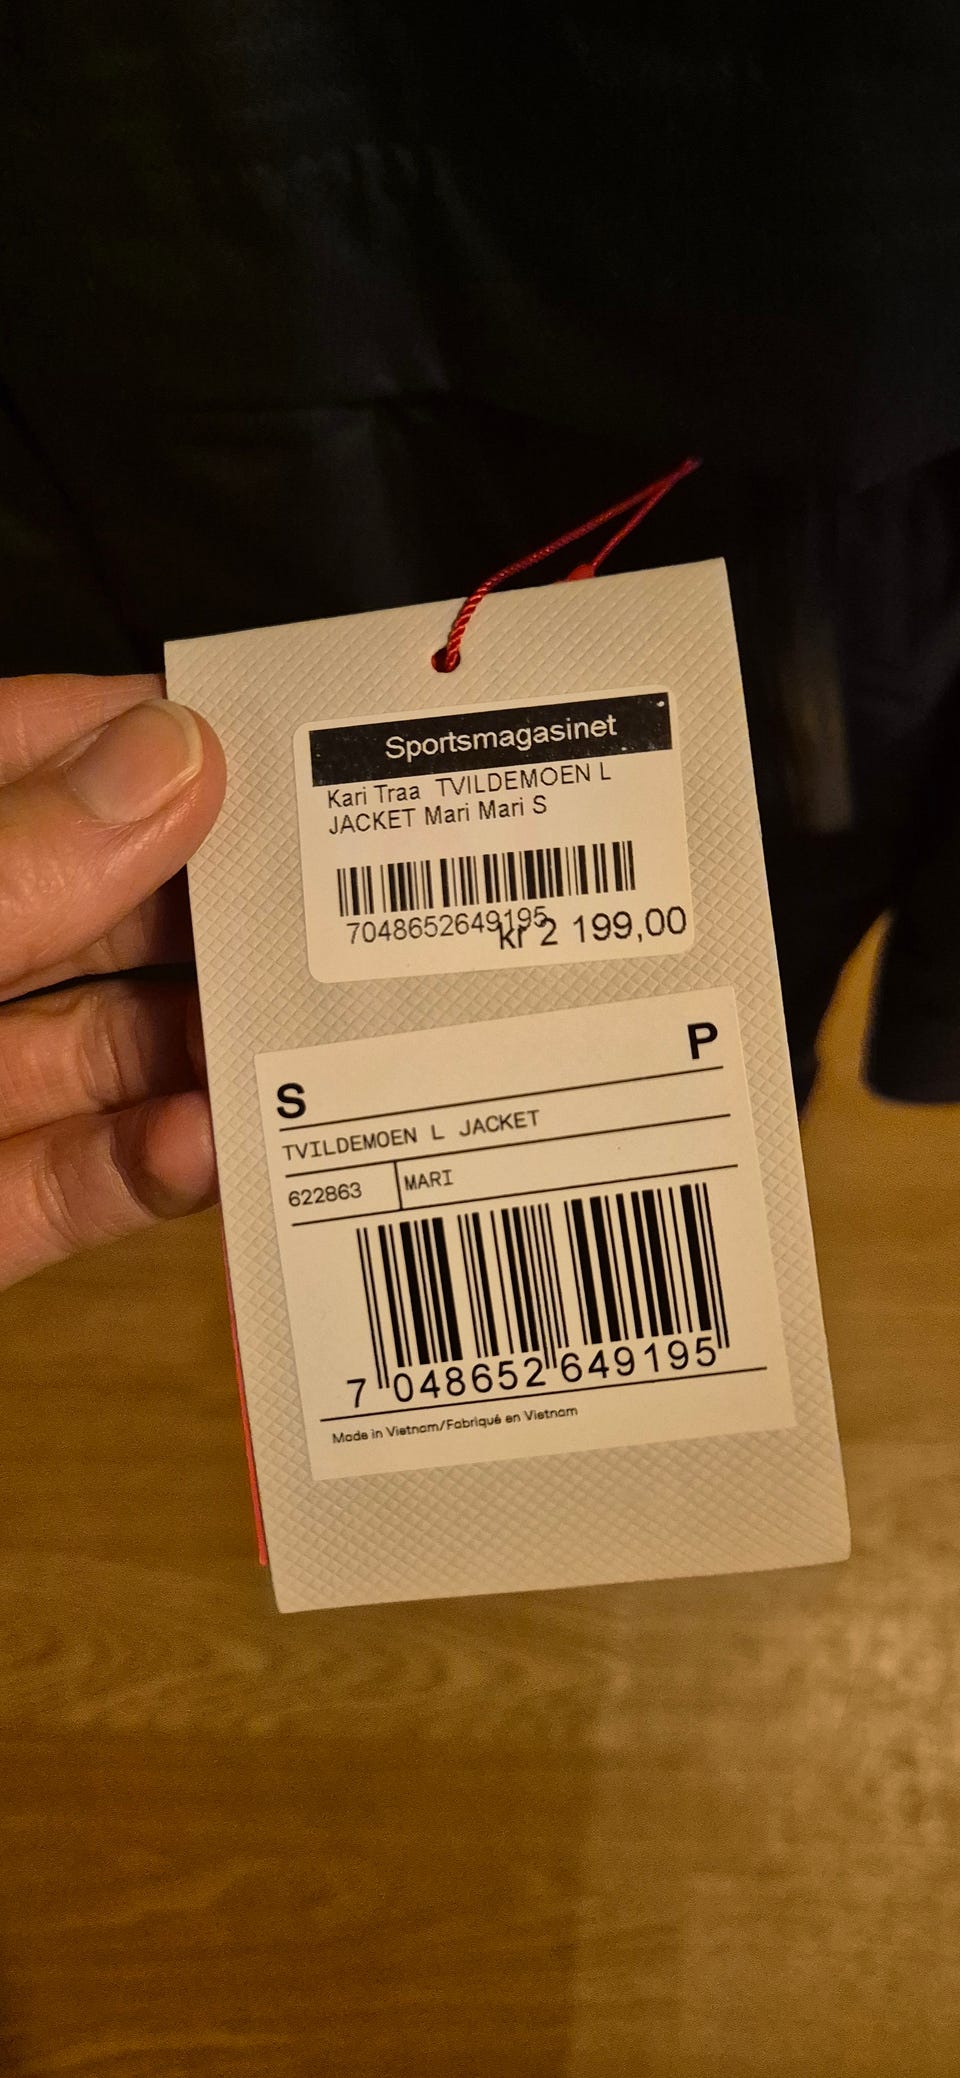 Sportsmagasinet
Kari Traa TVILDEMOEN L
JACKET Mari Mari S
7048652649195
kr 2 199,00
S P
TVILDEMOEN L JACKET
622863 MARI
7 048652 649195
Made in Vietnam/Fabriqué en Vietnam